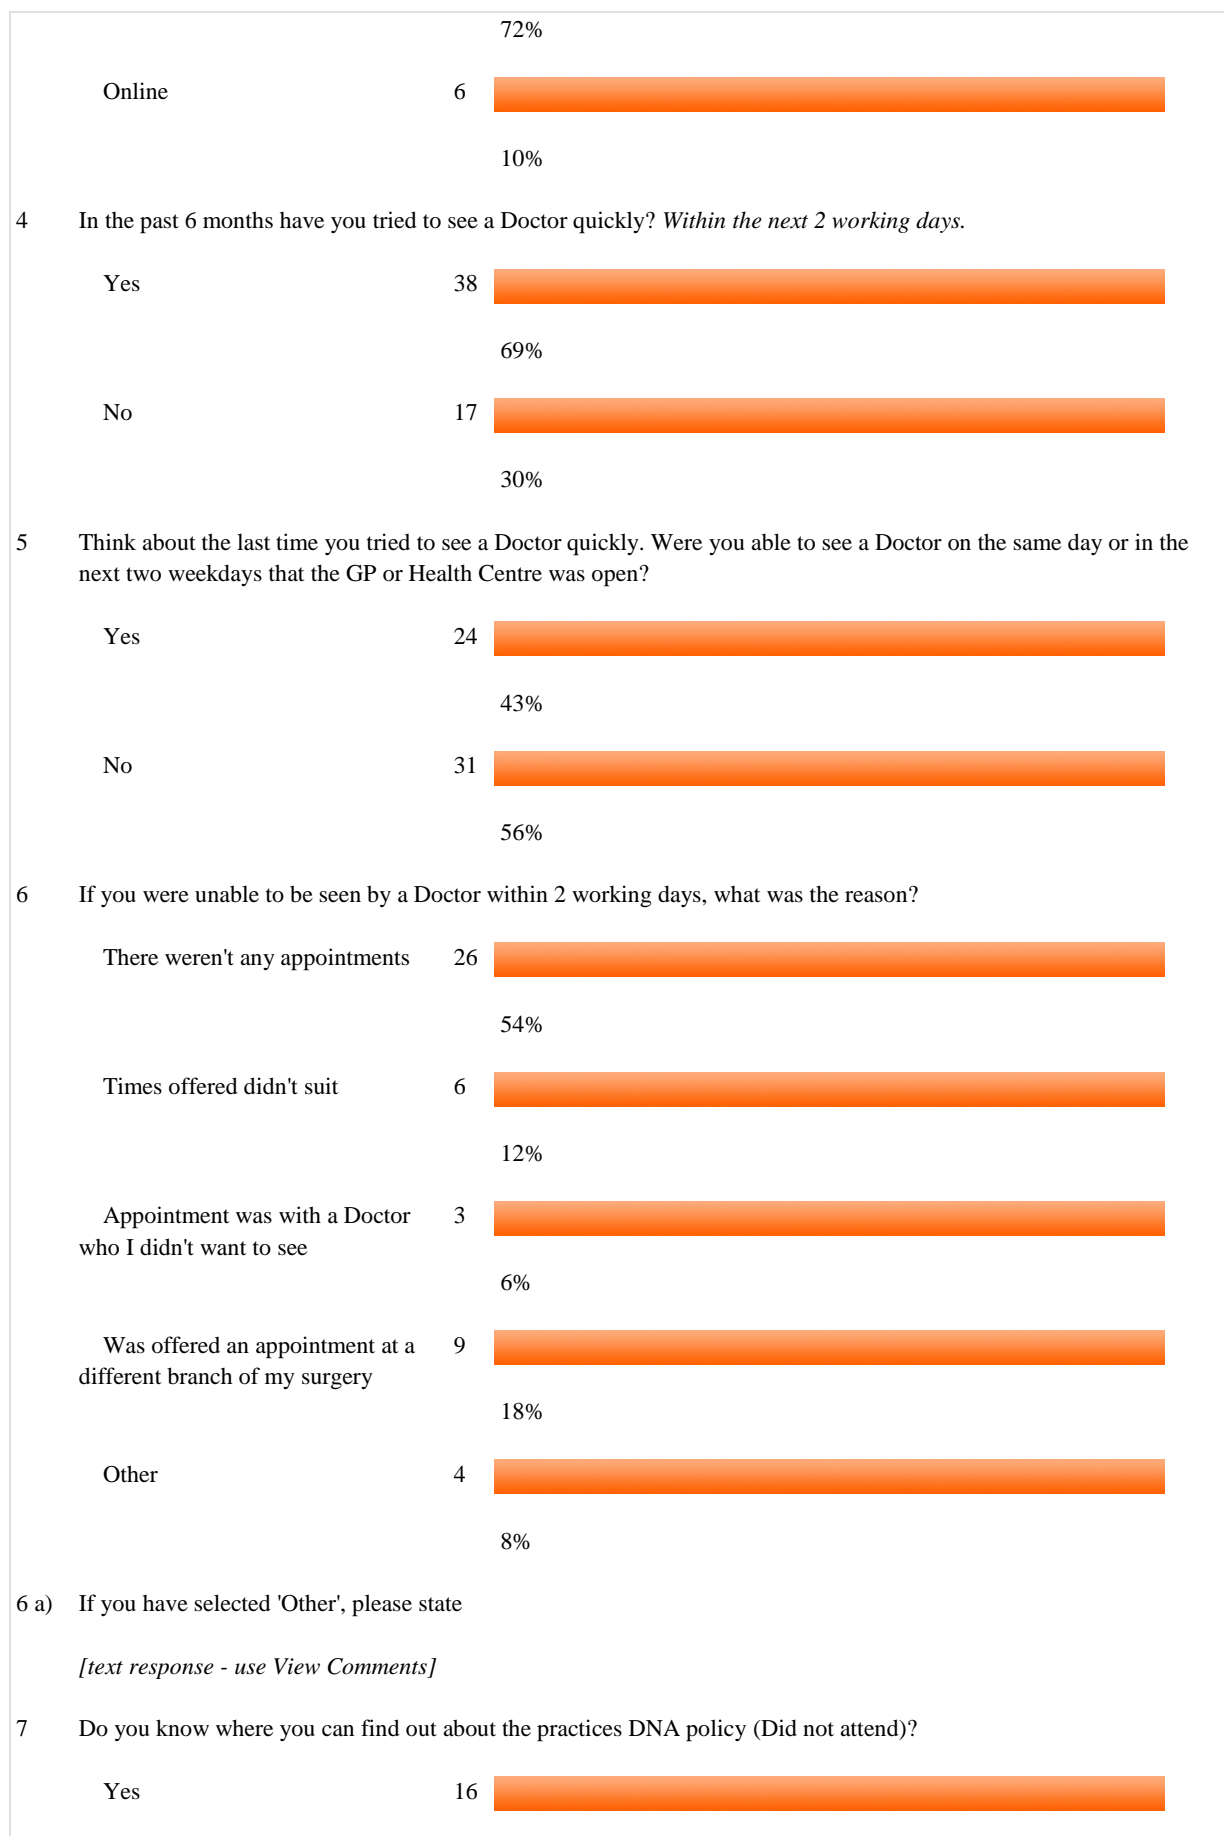 72%
Online 6
10%
4 In the past 6 months have you tried to see a Doctor quickly? Within the next 2 working days.
Yes 38
69%
No 17
30%
5 Think about the last time you tried to see a Doctor quickly. Were you able to see a Doctor on the same day or in the
next two weekdays that the GP or Health Centre was open?
Yes 24
43%
No 31
56%
6 If you were unable to be seen by a Doctor within 2 working days, what was the reason?
There weren't any appointments 26
54%
Times offered didn't suit 6
12%
Appointment was with a Doctor 3
who I didn't want to see
6%
Was offered an appointment at a 9
different branch of my surgery
18%
Other 4
8%
6 a) If you have selected 'Other', please state
[text response - use View Comments]
7 Do you know where you can find out about the practices DNA policy (Did not attend)?
Yes 16